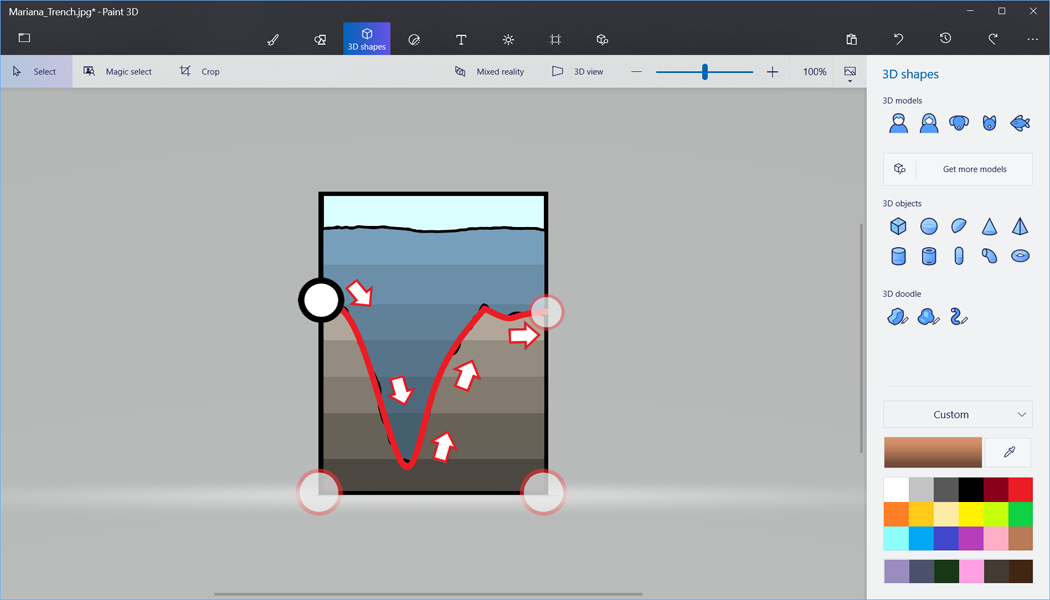 Mariana_Trench.jpg* - Paint 3D
3D shapes
Select
Magic select
Crop
Mixed reality
3D view
100%
3D shapes
3D models
Get more models
3D objects
3D doodle
Custom